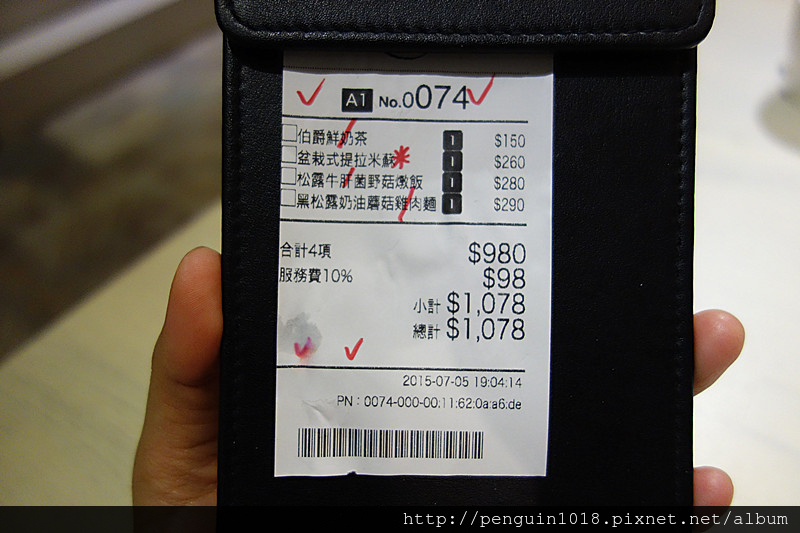 A1 No.0074
伯爵鮮奶茶 1 $150
盆栽式提拉米蘇 1 $260
松露牛肝菌野菇燉飯 1 $280
黑松露奶油蘑菇雞肉麵 1 $290
合計4項 $980
服務費10% $98
小計 $1,078
總計 $1,078
2015-07-05 19:04:14
PN : 0074-000-00:11:62:0a:a6:de
http://penguin1018.pixnet.net/album